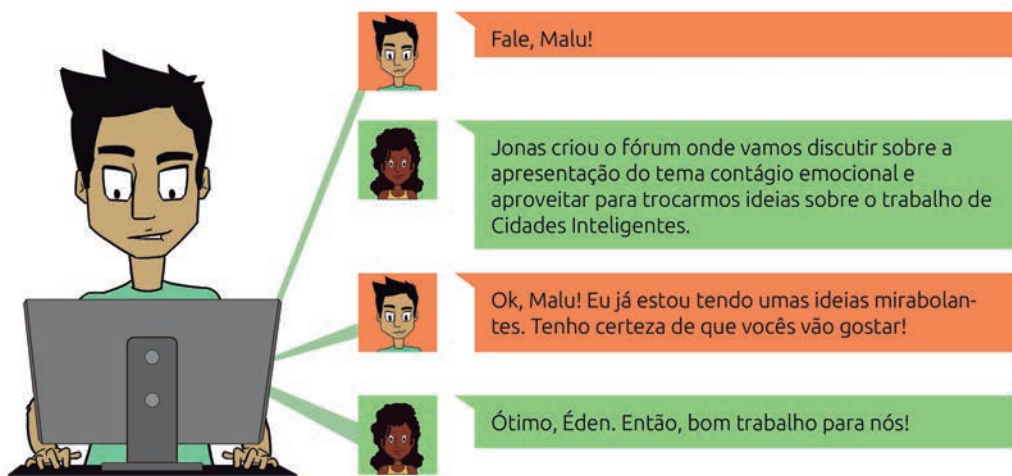 Fale, Malu!
Jonas criou o fórum onde vamos discutir sobre a
apresentação do tema contágio emocional e
aproveitar para trocarmos ideias sobre o trabalho de
Cidades Inteligentes.
Ok, Malu! Eu já estou tendo umas ideias mirabolan-
tes. Tenho certeza de que vocês vão gostar!
Ótimo, Éden. Então, bom trabalho para nós!